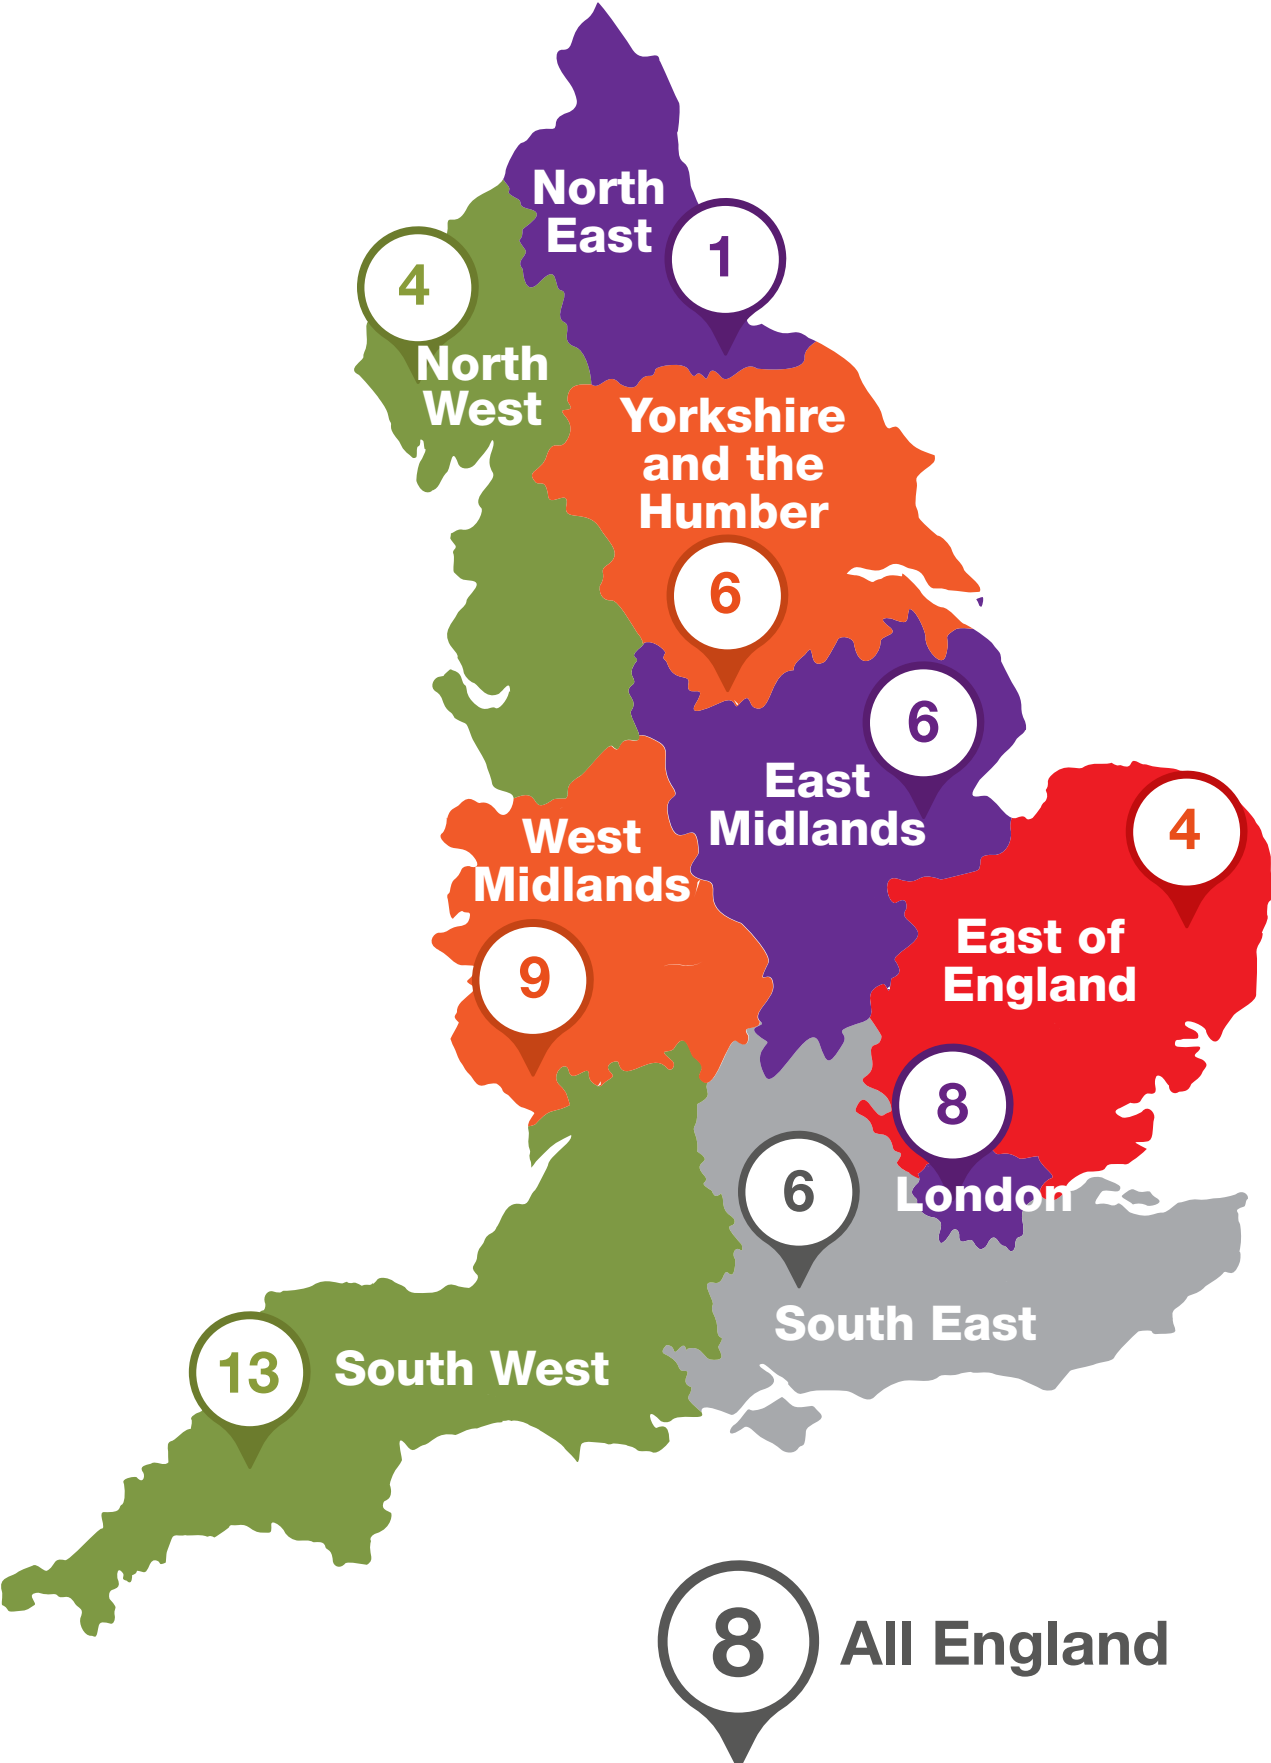 North
East
1
4
North
West
Yorkshire
and the
Humber
6
6
East
Midlands
4
West
Midlands
East of
England
9
8
London
6
South East
13
South West
8
All England